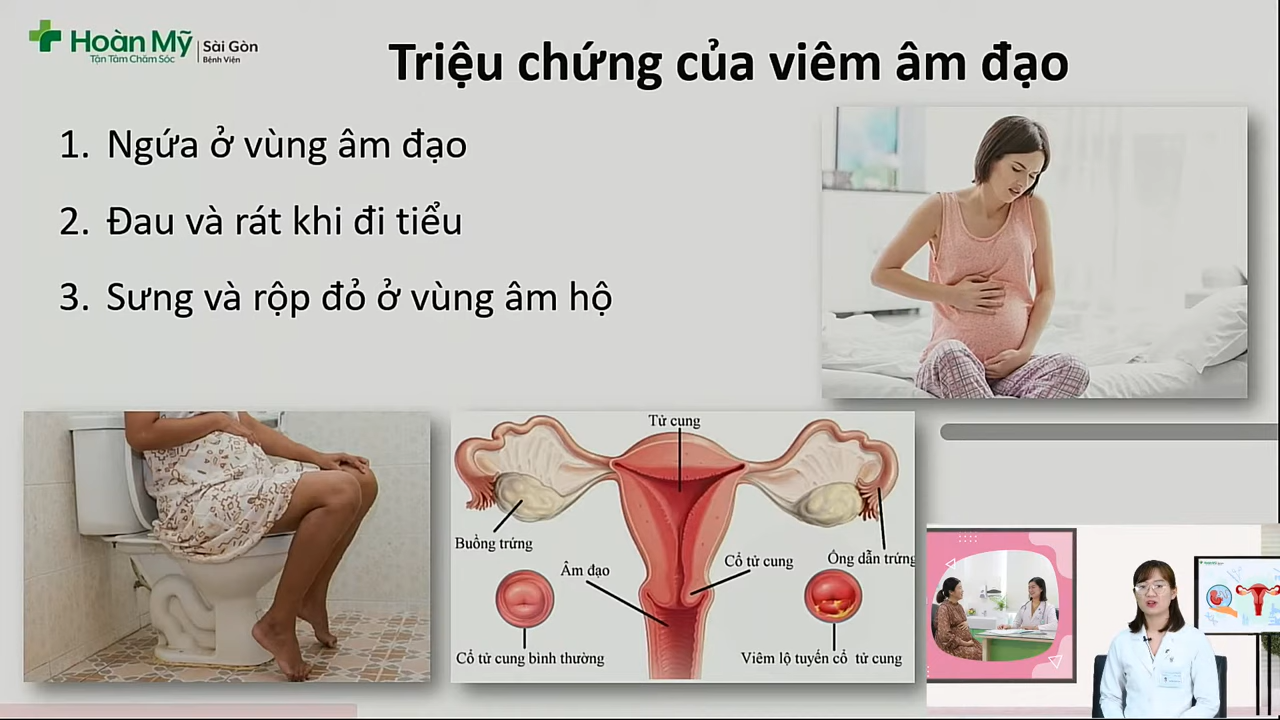 Hoàn Mỹ
Tận Tâm Chăm Sóc
Sài Gòn
Bệnh Viện
Triệu chứng của viêm âm đạo
1. Ngứa ở vùng âm đạo
2. Đau và rát khi đi tiểu
3. Sưng và rộp đỏ ở vùng âm hộ
Tử cung
Buồng trứng
Âm đạo
Cổ tử cung
Ống dẫn trứng
Cổ tử cung bình thường
Viêm lộ tuyến cổ tử cung